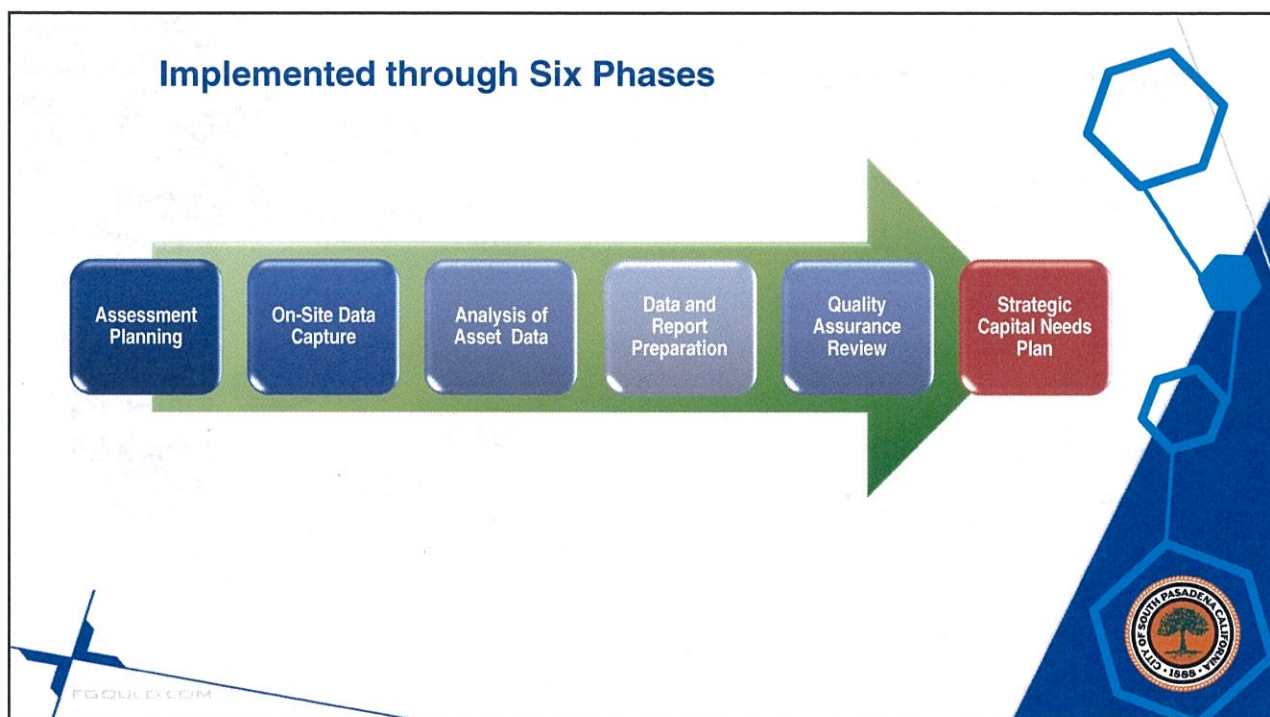 Implemented through Six Phases
Assessment
Planning
On-Site Data
Capture
Analysis of
Asset Data
Data and
Report
Preparation
Quality
Assurance
Review
Strategic
Capital Needs
Plan
FGOULD.COM
CITY OF SOUTH PASADENA CALIFORNIA
• 1888 •